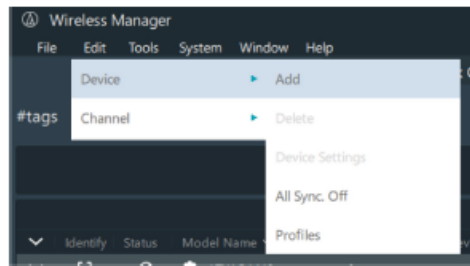 Wireless Manager
File Edit Tools System Window Help
Device Add
#tags Channel Delete
Device Settings
All Sync. Off
Profiles
Identify Status Model Name